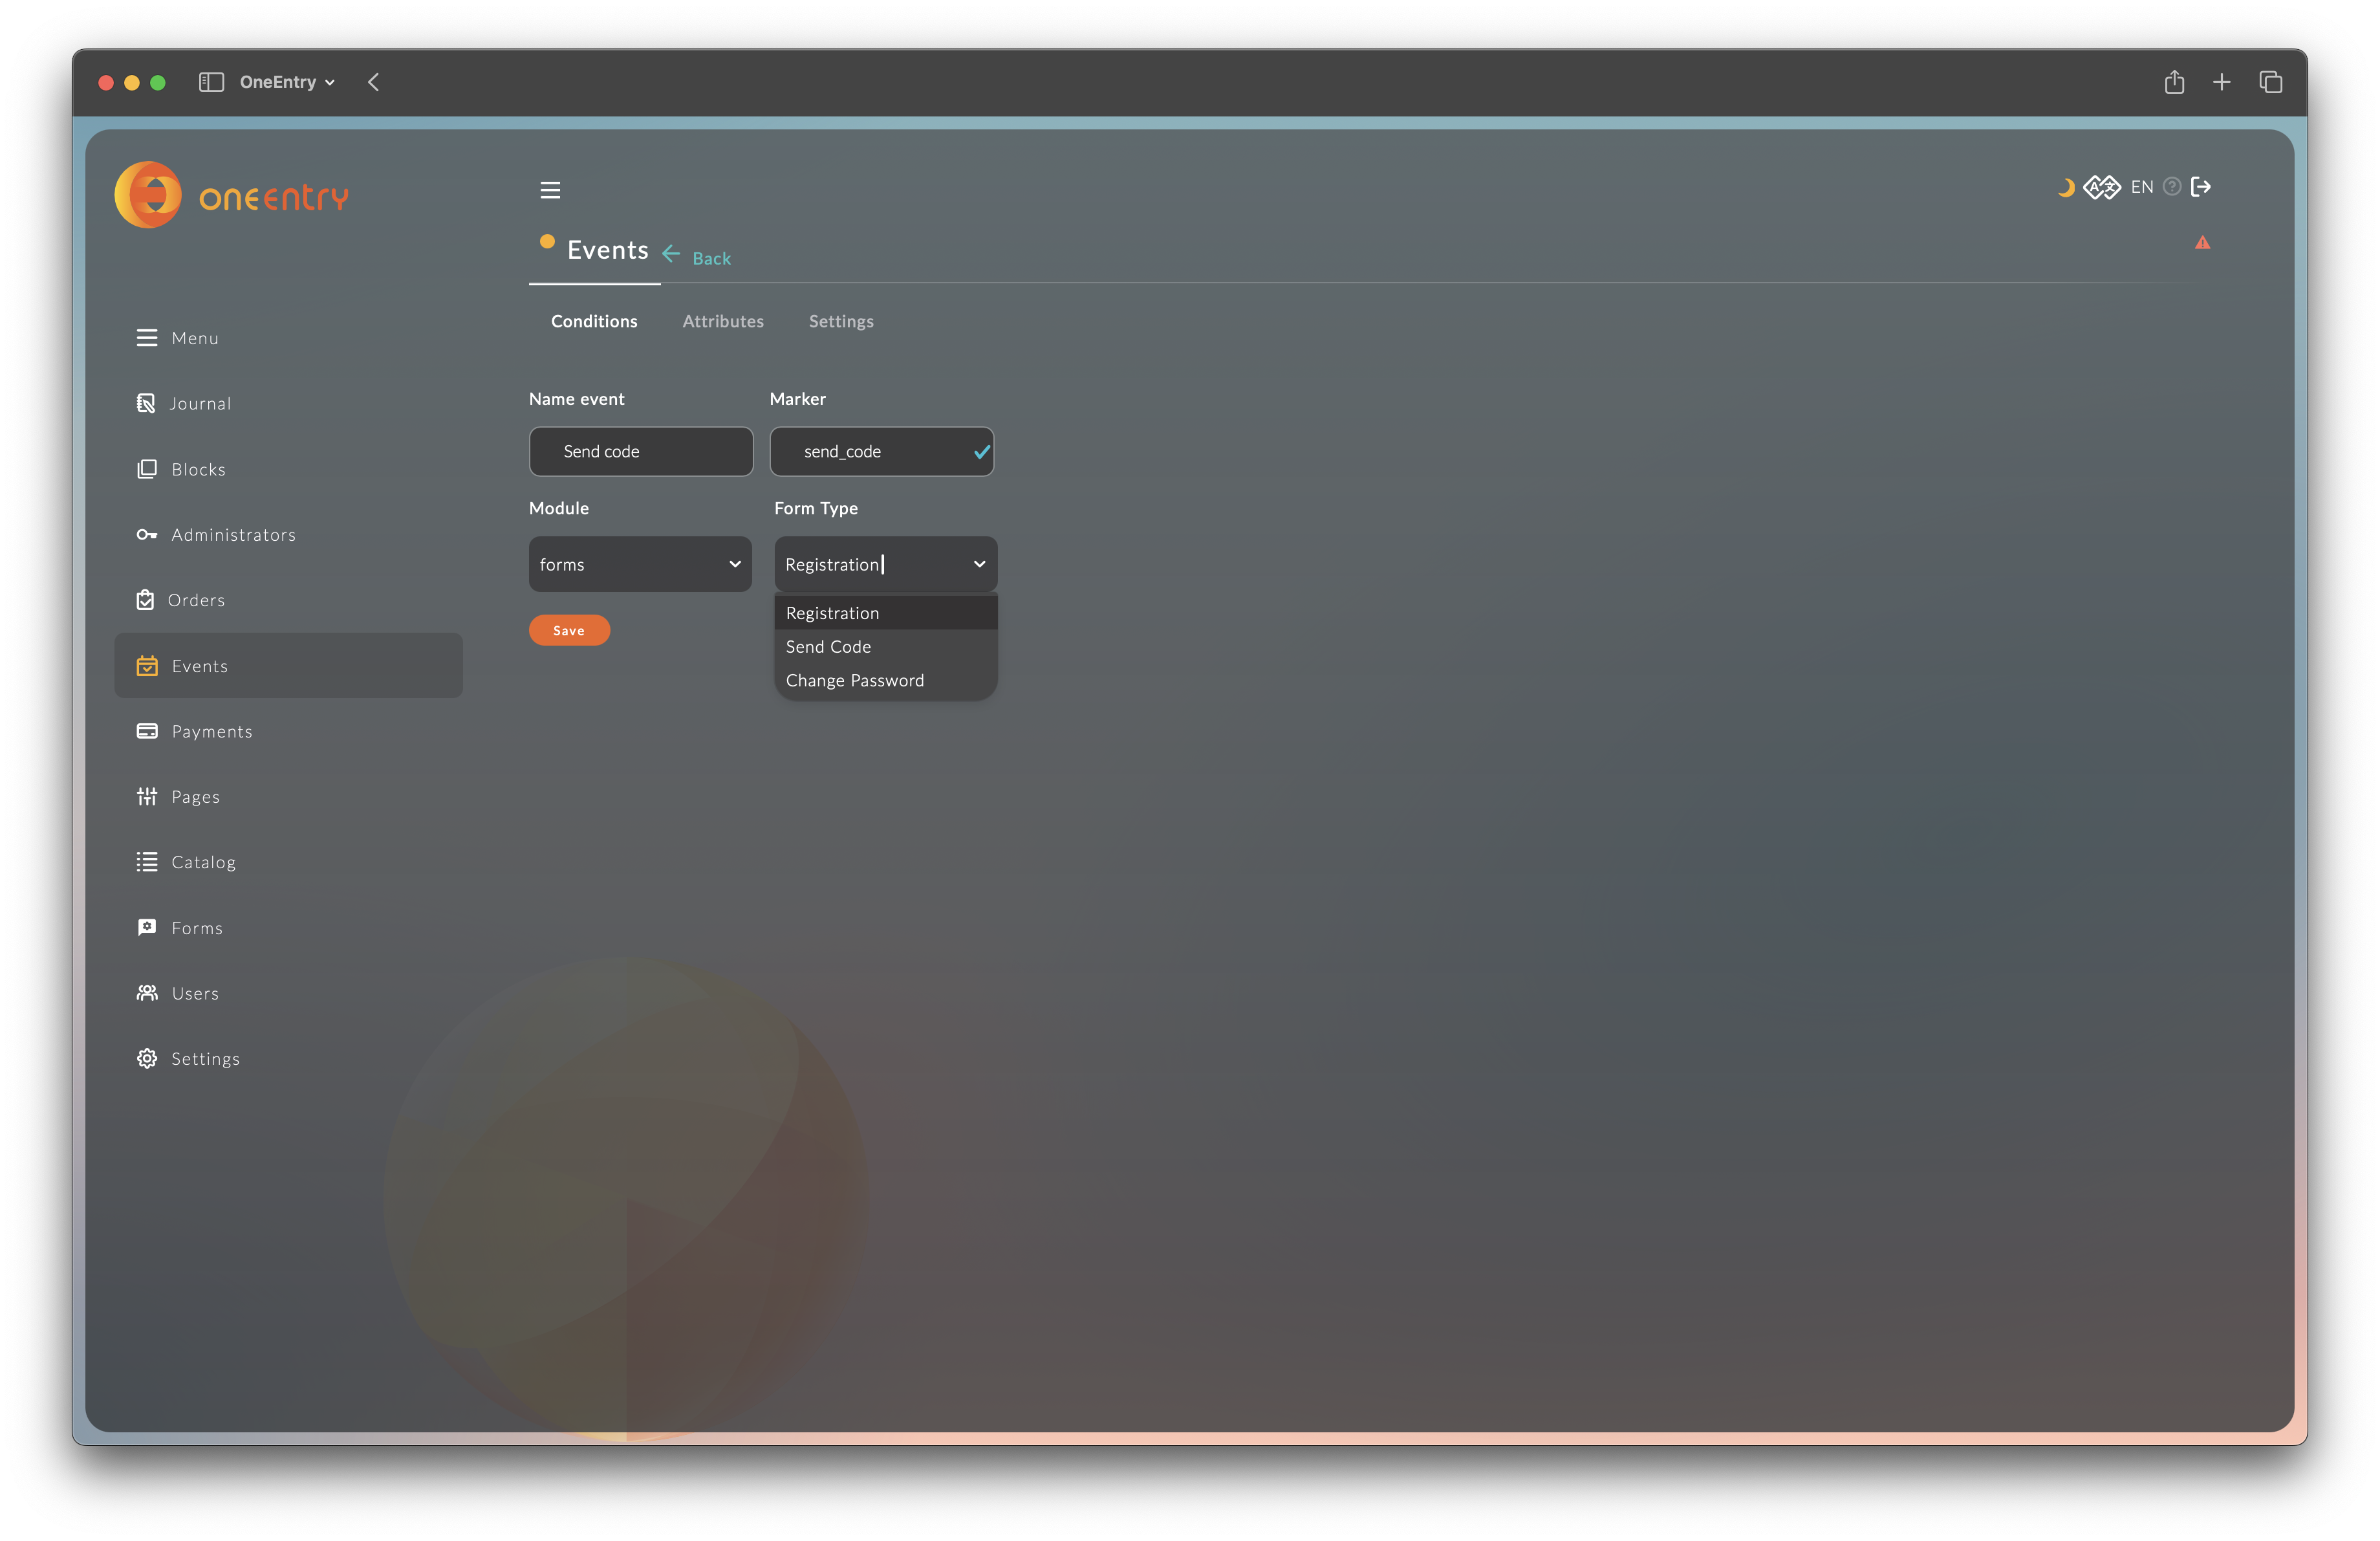 OneEntry
oneentry
EN
Events
Back
Menu
Conditions Attributes Settings
Journal
Name event Marker
Send code send_code
Blocks
Module Form Type
Administrators
forms Registration
Orders
Registration
Save
Send Code
Events
Change Password
Payments
Pages
Catalog
Forms
Users
Settings